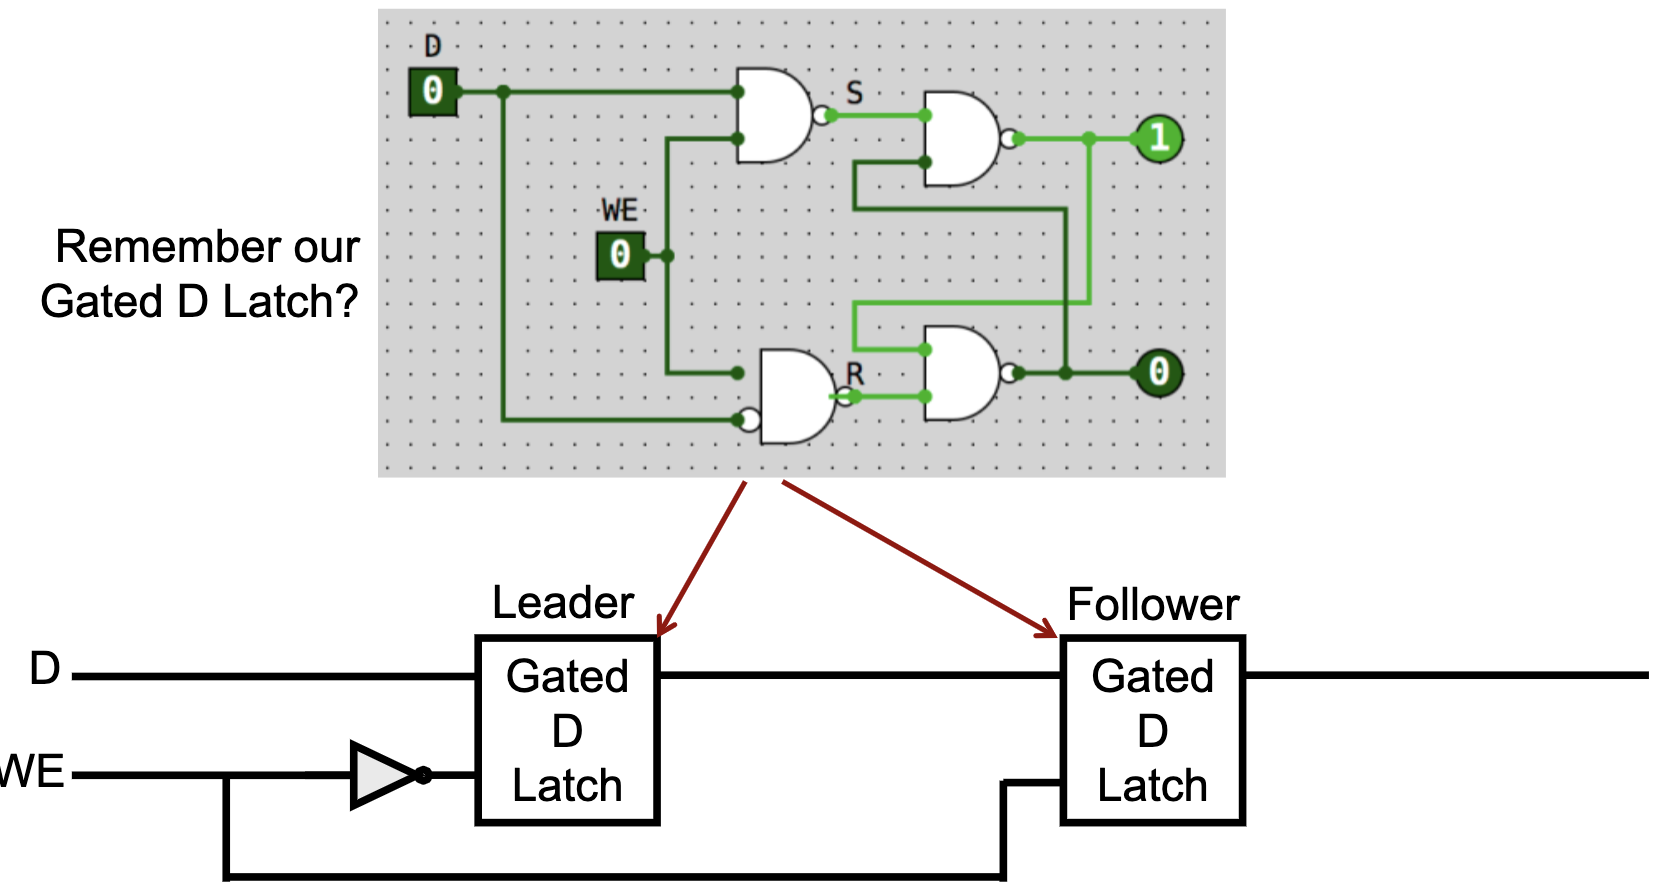 D
0
S
1
WE
0
Remember our
Gated D Latch?
R
0
Leader
Follower
D
Gated
D
Latch
Gated
D
Latch
WE